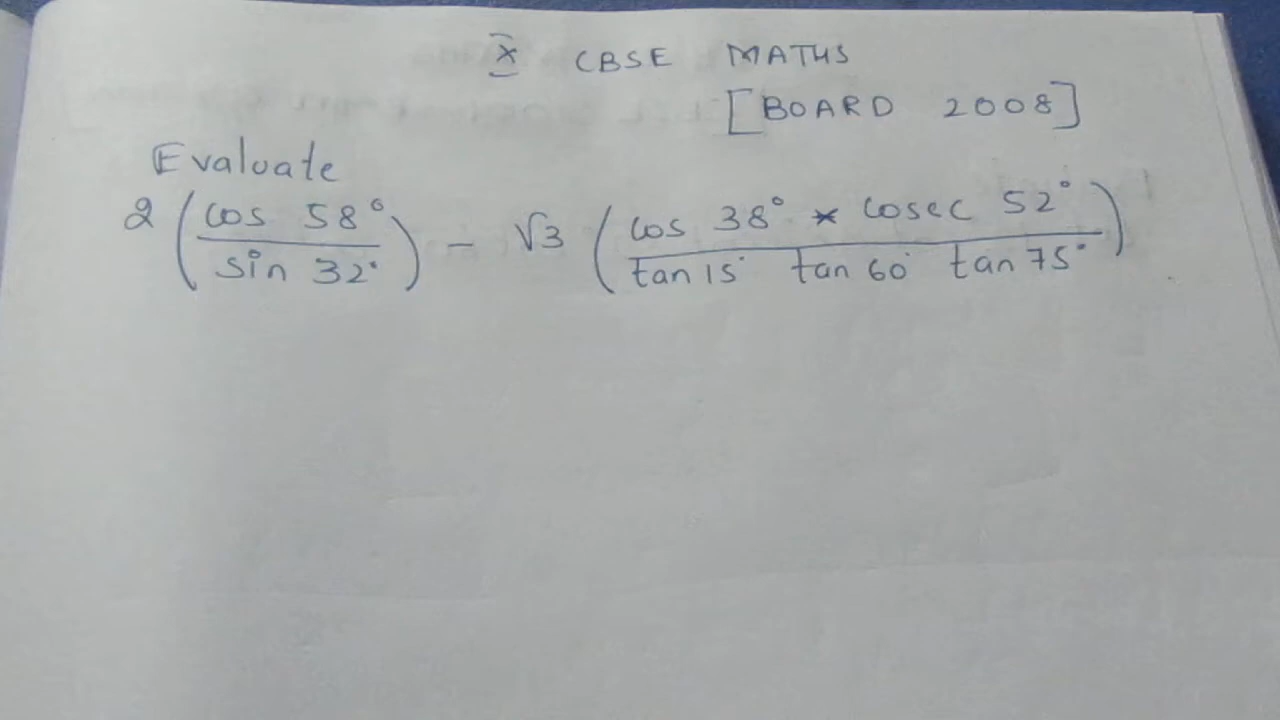 X CBSE MATHS
[BOARD 2008]
Evaluate
2 (cos 58° / sin 32°) - √3 (cos 38° * cosec 52° / tan 15° tan 60° tan 75°)